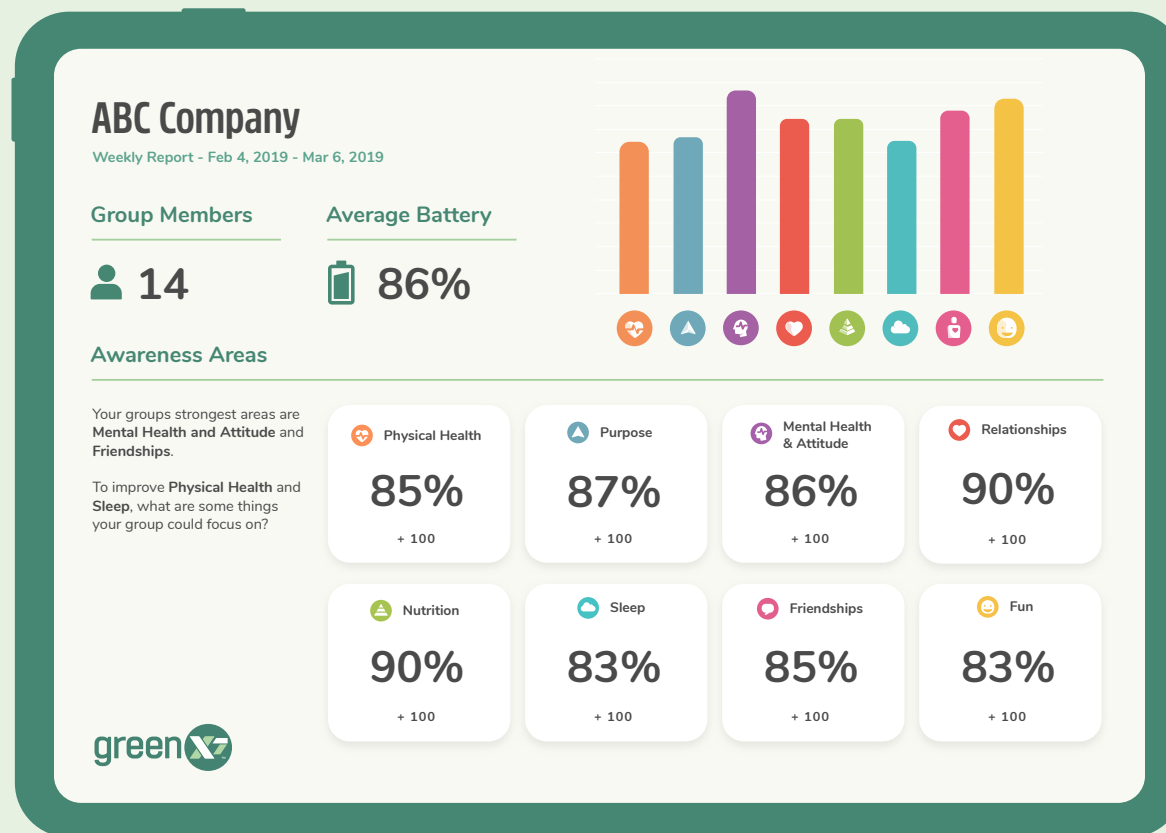 ABC Company
Weekly Report - Feb 4, 2019 - Mar 6, 2019
Group Members
Average Battery
14
86%
Awareness Areas
Your groups strongest areas are
Mental Health and Attitude and
Friendships.
To improve Physical Health and
Sleep, what are some things
your group could focus on?
Physical Health
85%
+ 100
Purpose
87%
+ 100
Mental Health
& Attitude
86%
+ 100
Relationships
90%
+ 100
Nutrition
90%
+ 100
Sleep
83%
+ 100
Friendships
85%
+ 100
Fun
83%
+ 100
green X7